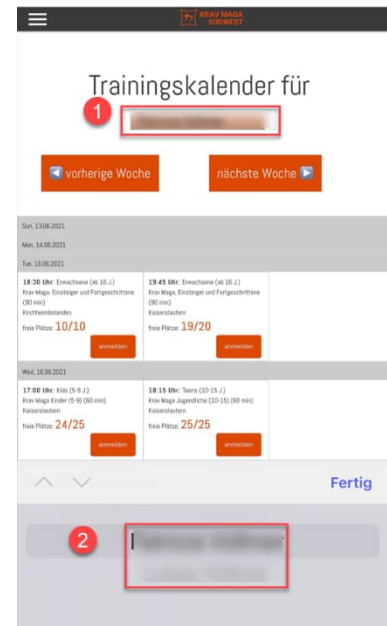 KRAV MAGA
SÜDWEST
Trainingskalender für
1
vorherige Woche
nächste Woche
Sun, 13.06.2021
Mon, 14.06.2021
Tue, 15.06.2021
18:30 Uhr: Erwachsene (ab 16 J.)
Krav Maga, Einsteiger und Fortgeschrittene
(90 min)
Kirchheimbolanden
freie Plätze: 10/10
anmelden
19:45 Uhr: Erwachsene (ab 16 J.)
Krav Maga, Einsteiger und Fortgeschrittene
(90 min)
Kaiserslautern
freie Plätze: 19/20
anmelden
Wed, 16.06.2021
17:00 Uhr: Kids (5-9 J.)
Krav Maga Kinder (5-9) (60 min)
Kaiserslautern
freie Plätze: 24/25
anmelden
18:15 Uhr: Teens (10-15 J.)
Krav Maga Jugendliche (10-15) (60 min)
Kaiserslautern
freie Plätze: 25/25
anmelden
Fertig
2